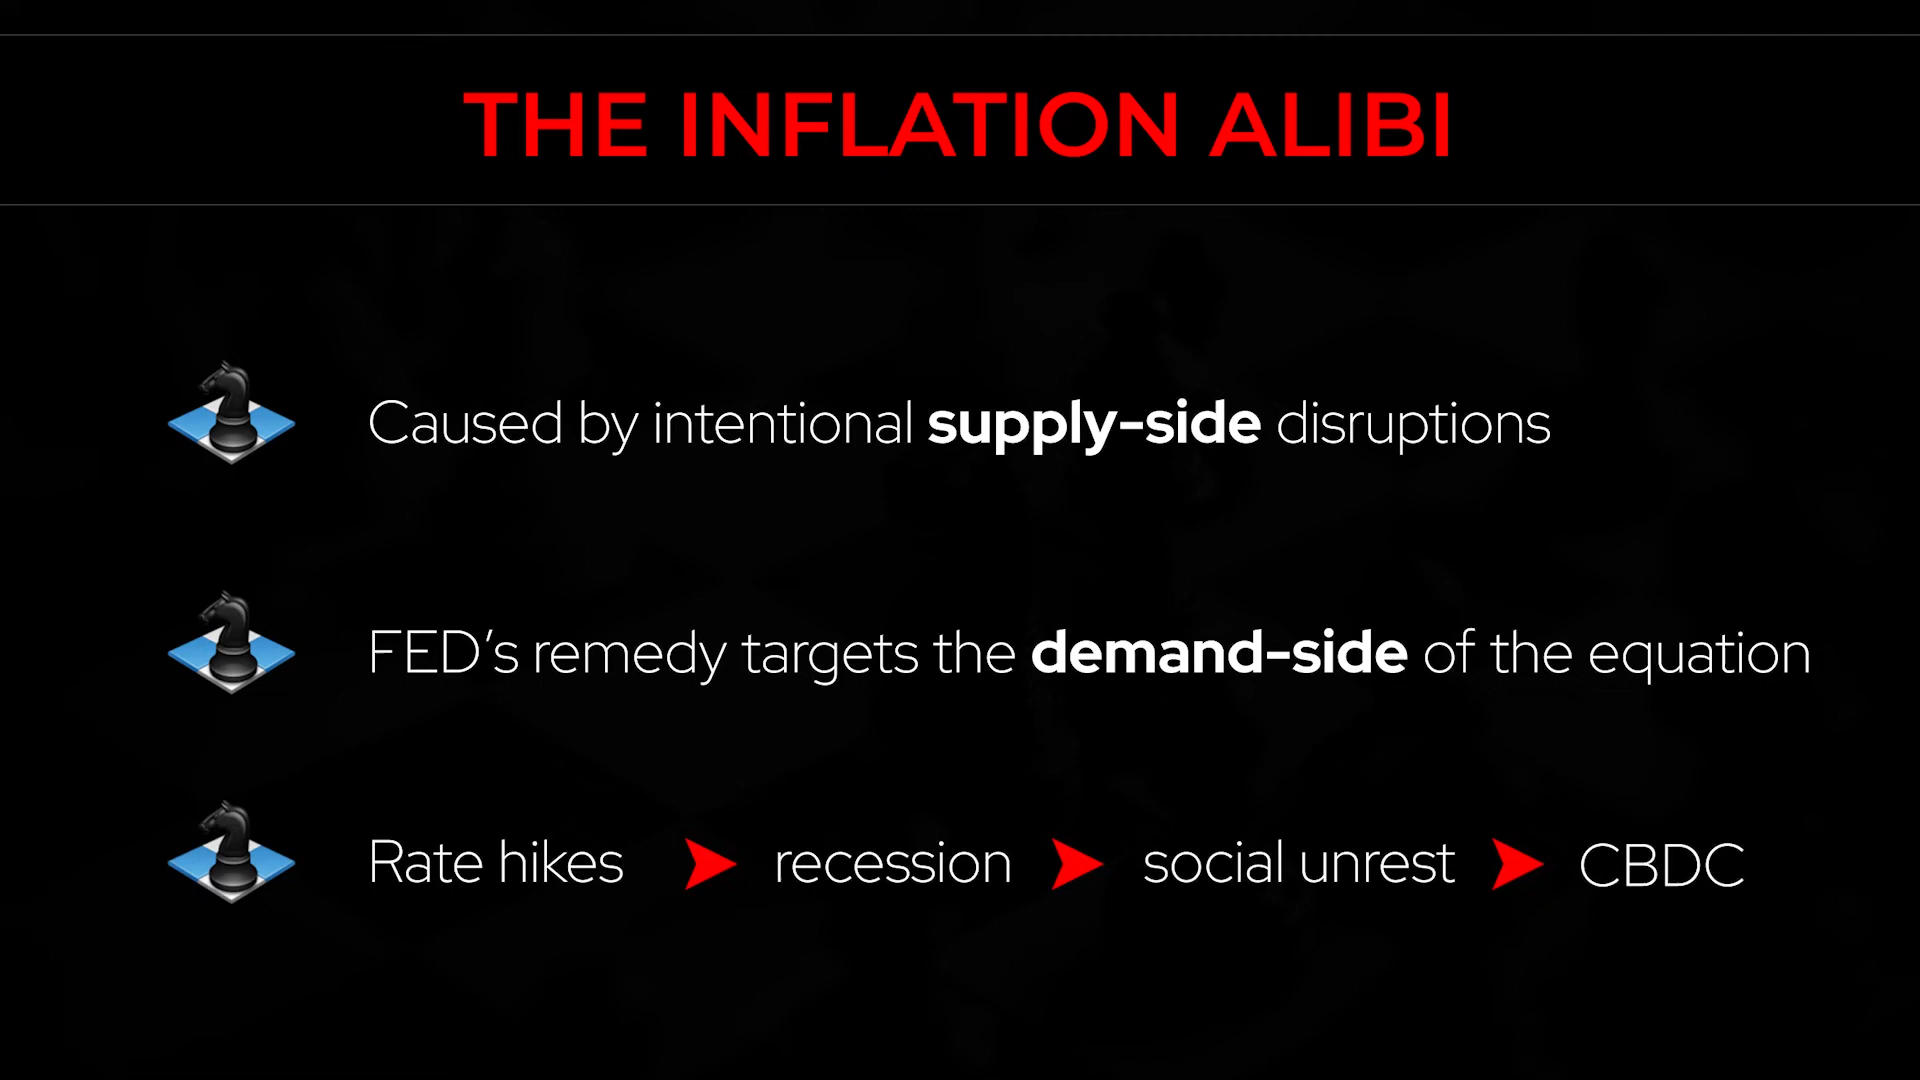 THE INFLATION ALIBI
Caused by intentional supply-side disruptions
FED’s remedy targets the demand-side of the equation
Rate hikes ➤ recession ➤ social unrest ➤ CBDC